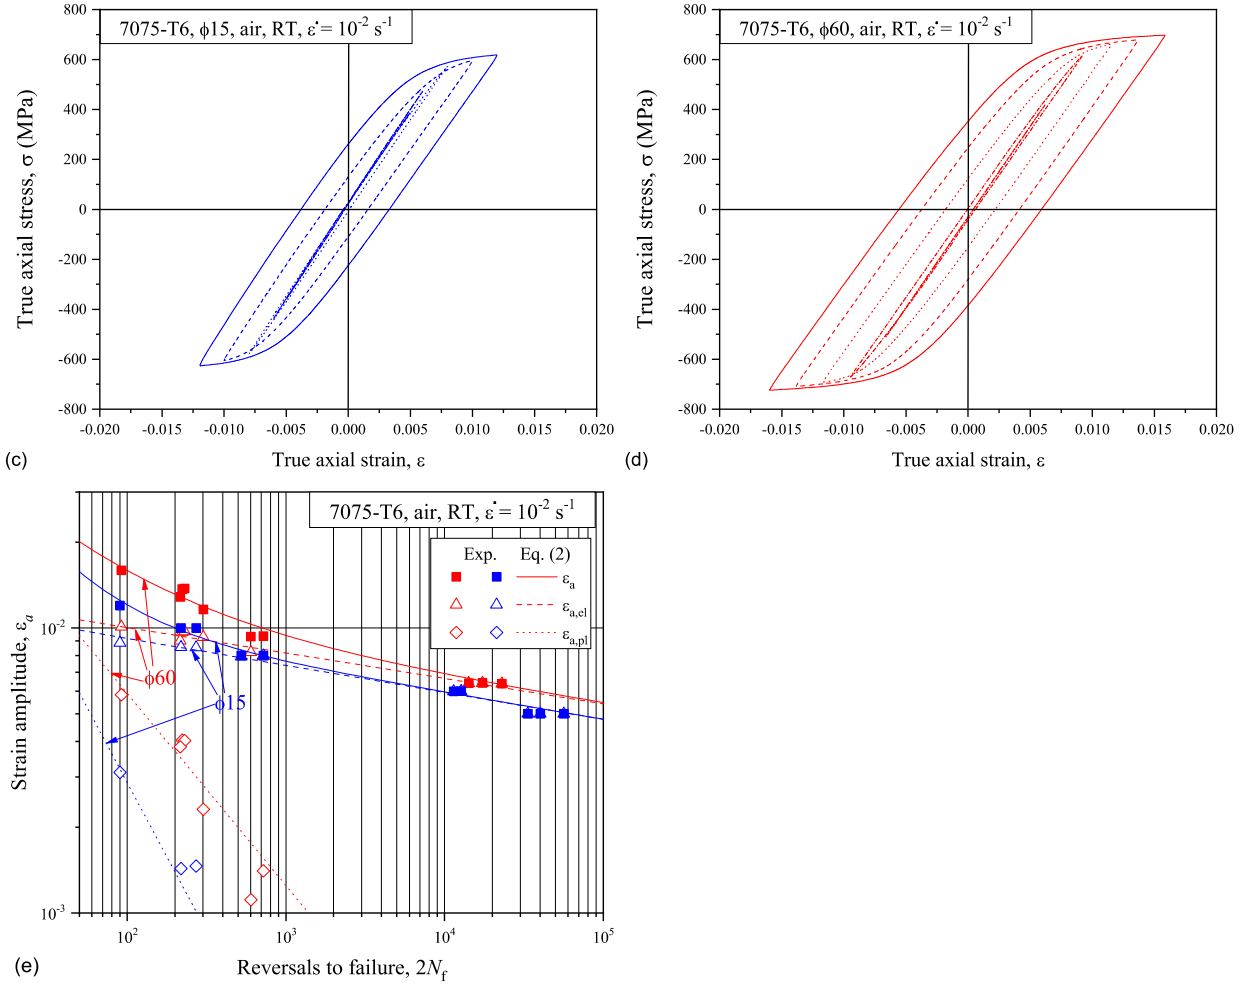 7075-T6, ϕ15, air, RT, ε̇ = 10⁻² s⁻¹
800
600
400
200
0
-200
-400
-600
-800
True axial stress, σ (MPa)
-0.020 -0.015 -0.010 -0.005 0.000 0.005 0.010 0.015 0.020
True axial strain, ε
(c)
7075-T6, ϕ60, air, RT, ε̇ = 10⁻² s⁻¹
800
600
400
200
0
-200
-400
-600
-800
True axial stress, σ (MPa)
-0.020 -0.015 -0.010 -0.005 0.000 0.005 0.010 0.015 0.020
True axial strain, ε
(d)
7075-T6, air, RT, ε̇ = 10⁻² s⁻¹
Exp. Eq. (2)
εa
εa,el
εa,pl
ϕ60
ϕ15
10⁻²
10⁻³
Strain amplitude, εa
10² 10³ 10⁴ 10⁵
Reversals to failure, 2Nf
(e)